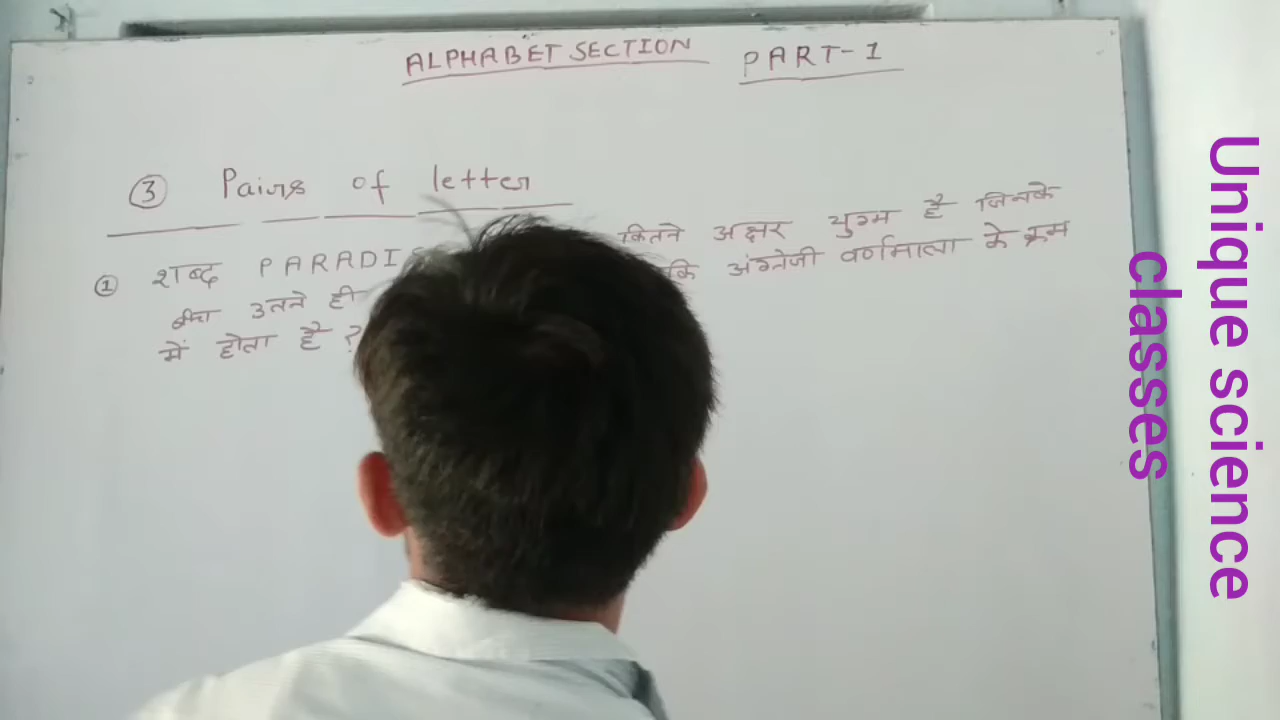 ALPHABET SECTION PART-1
③ Pairs of letter
① शब्द PARADI कितने अक्षर युग्म है जिनके
बीच उतने ही कि अंग्रेजी वर्णमाला के क्रम
में होता है ?
Unique science
classes